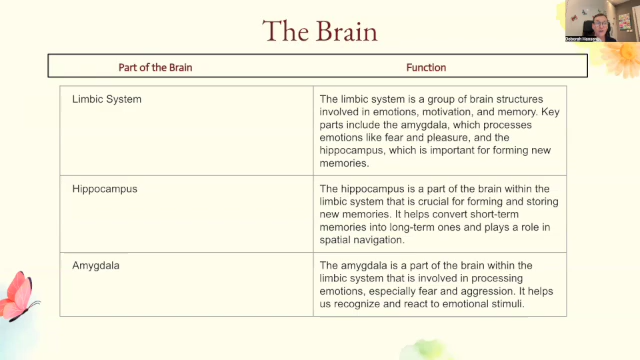 The Brain
Part of the Brain
Function
Limbic System
The limbic system is a group of brain structures
involved in emotions, motivation, and memory. Key
parts include the amygdala, which processes
emotions like fear and pleasure, and the
hippocampus, which is important for forming new
memories.
Hippocampus
The hippocampus is a part of the brain within the
limbic system that is crucial for forming and storing
new memories. It helps convert short-term
memories into long-term ones and plays a role in
spatial navigation.
Amygdala
The amygdala is a part of the brain within the
limbic system that is involved in processing
emotions, especially fear and aggression. It helps
us recognize and react to emotional stimuli.